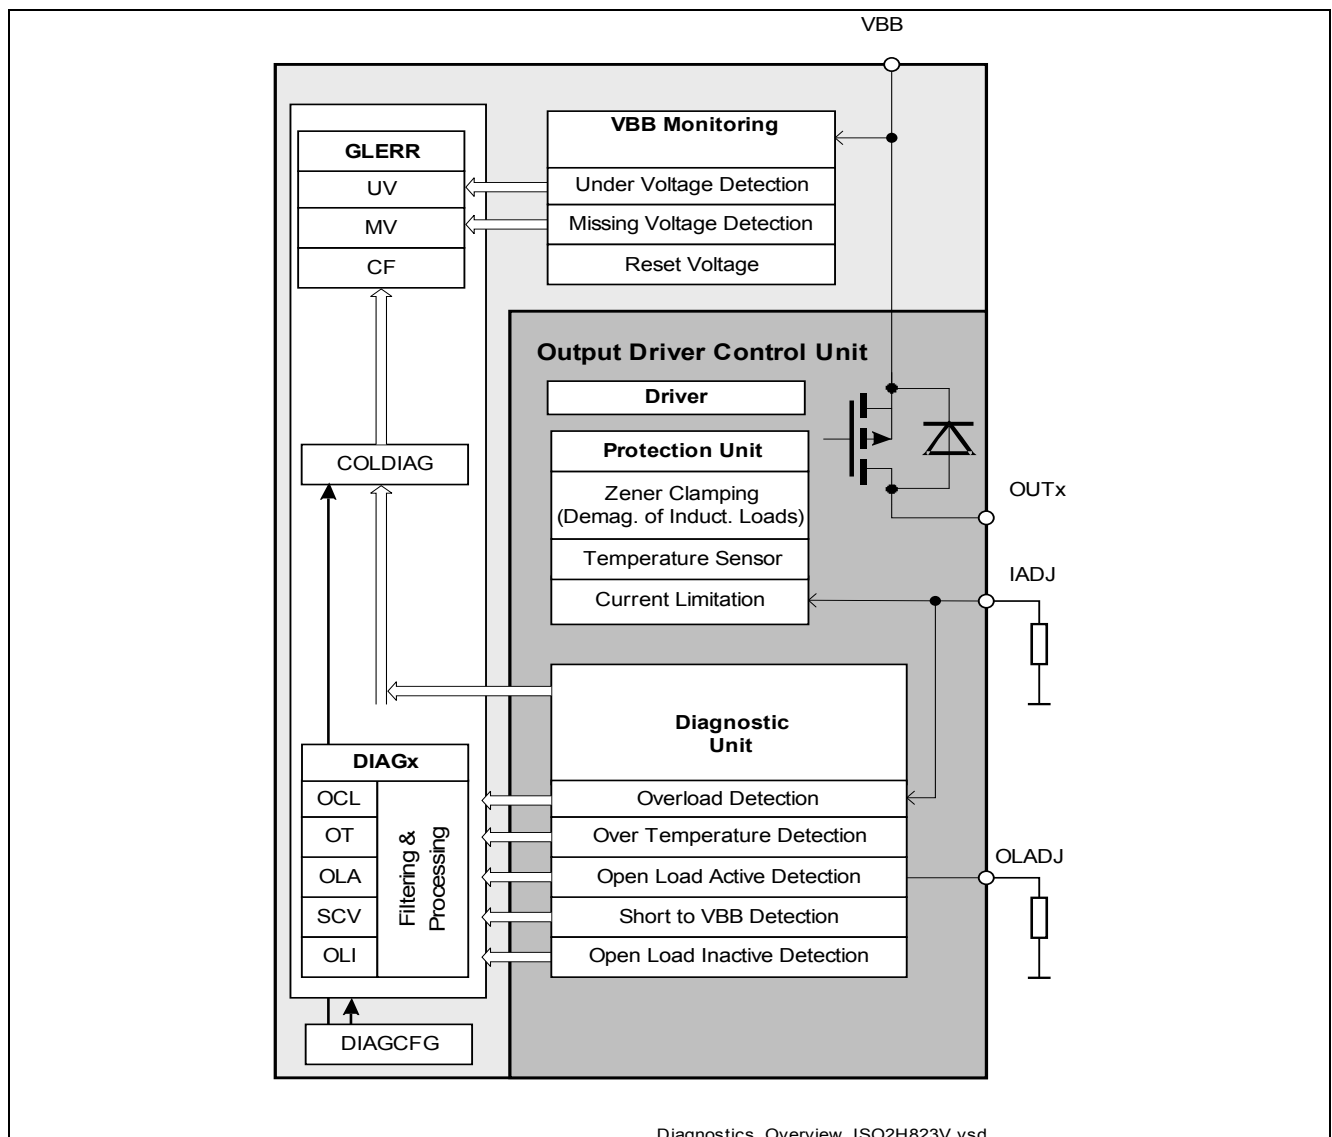 VBB
VBB Monitoring
GLERR
UV
Under Voltage Detection
MV
Missing Voltage Detection
CF
Reset Voltage
Output Driver Control Unit
Driver
Protection Unit
COLDIAG
Zener Clamping
(Demag. of Induct. Loads)
OUTx
Temperature Sensor
IADJ
Current Limitation
Diagnostic
Unit
DIAGx
OCL
Overload Detection
OT
Over Temperature Detection
OLA
Open Load Active Detection
OLADJ
SCV
Short to VBB Detection
OLI
Open Load Inactive Detection
Filtering &
Processing
DIAGCFG
Diagnostics_Overview_ISO2H823V.vsd